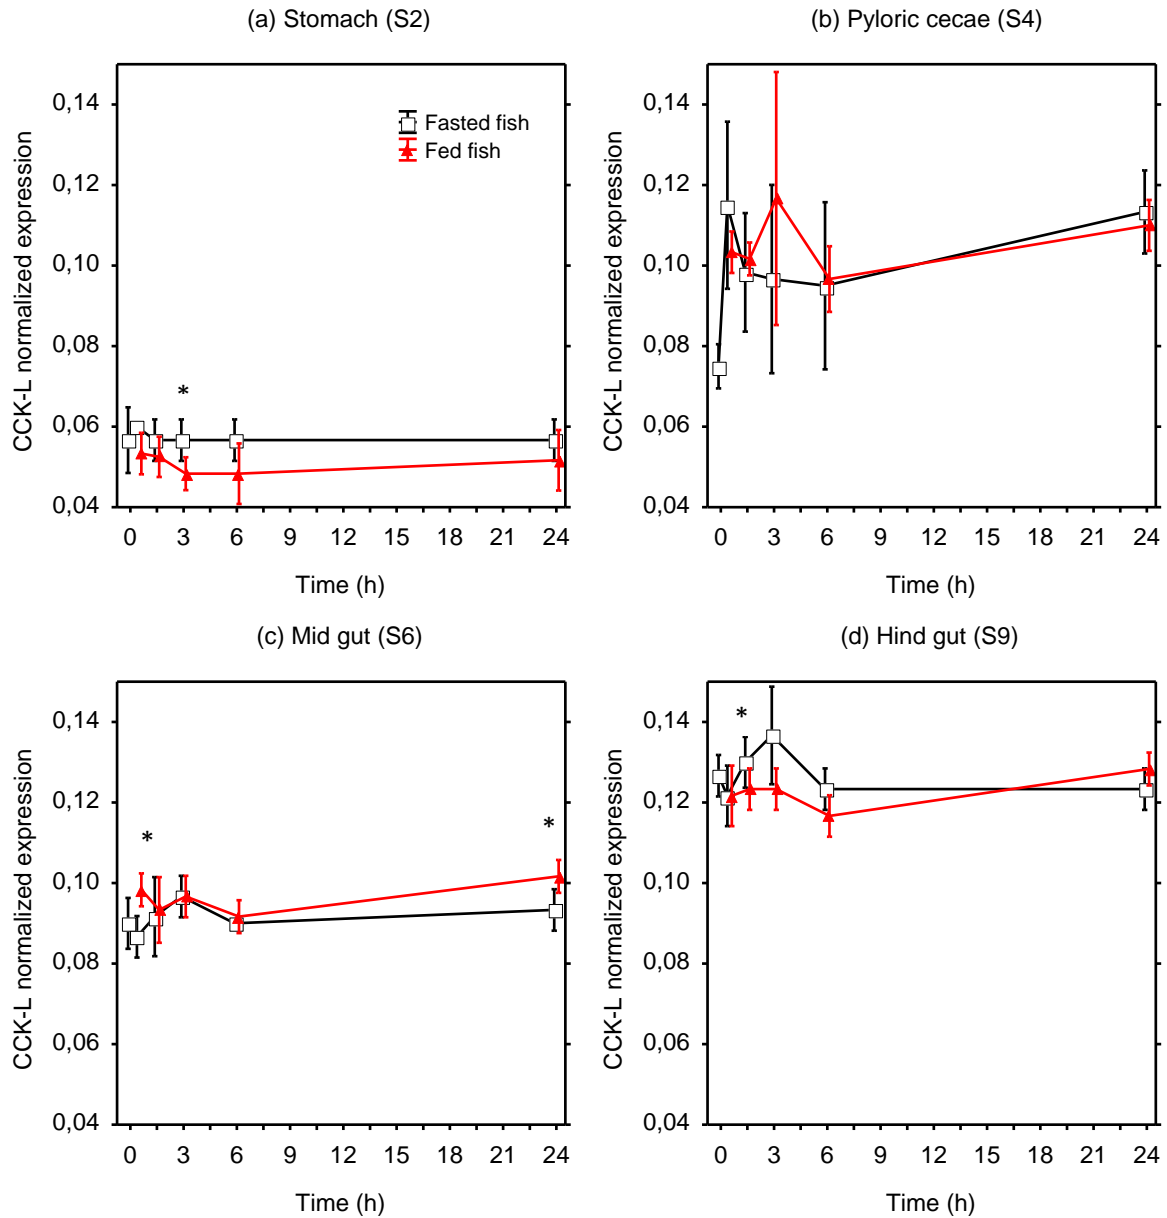 (a) Stomach (S2)
CCK-L normalized expression
0,14
0,12
0,10
0,08
0,06
0,04
Fasted fish
Fed fish
*
0 3 6 9 12 15 18 21 24
Time (h)
(b) Pyloric cecae (S4)
CCK-L normalized expression
0,14
0,12
0,10
0,08
0,06
0,04
0 3 6 9 12 15 18 21 24
Time (h)
(c) Mid gut (S6)
CCK-L normalized expression
0,14
0,12
0,10
0,08
0,06
0,04
* *
0 3 6 9 12 15 18 21 24
Time (h)
(d) Hind gut (S9)
CCK-L normalized expression
0,14
0,12
0,10
0,08
0,06
0,04
*
0 3 6 9 12 15 18 21 24
Time (h)